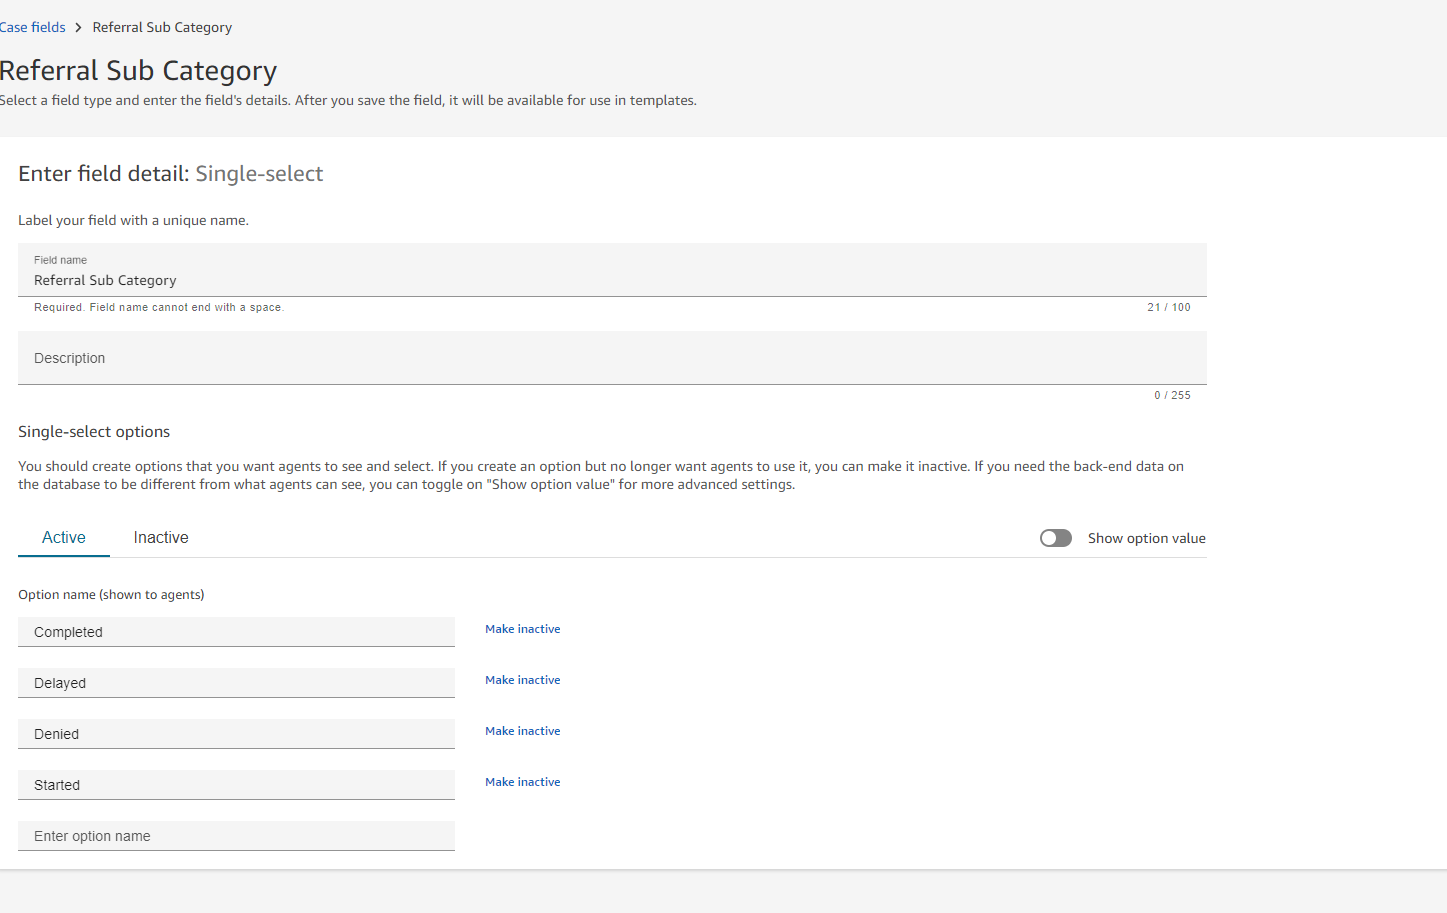 Case fields > Referral Sub Category
Referral Sub Category
Select a field type and enter the field's details. After you save the field, it will be available for use in templates.
Enter field detail: Single-select
Label your field with a unique name.
Field name
Referral Sub Category
Required. Field name cannot end with a space.
21 / 100
Description
0 / 255
Single-select options
You should create options that you want agents to see and select. If you create an option but no longer want agents to use it, you can make it inactive. If you need the back-end data on
the database to be different from what agents can see, you can toggle on "Show option value" for more advanced settings.
Active Inactive Show option value
Option name (shown to agents)
Completed Make inactive
Delayed Make inactive
Denied Make inactive
Started Make inactive
Enter option name